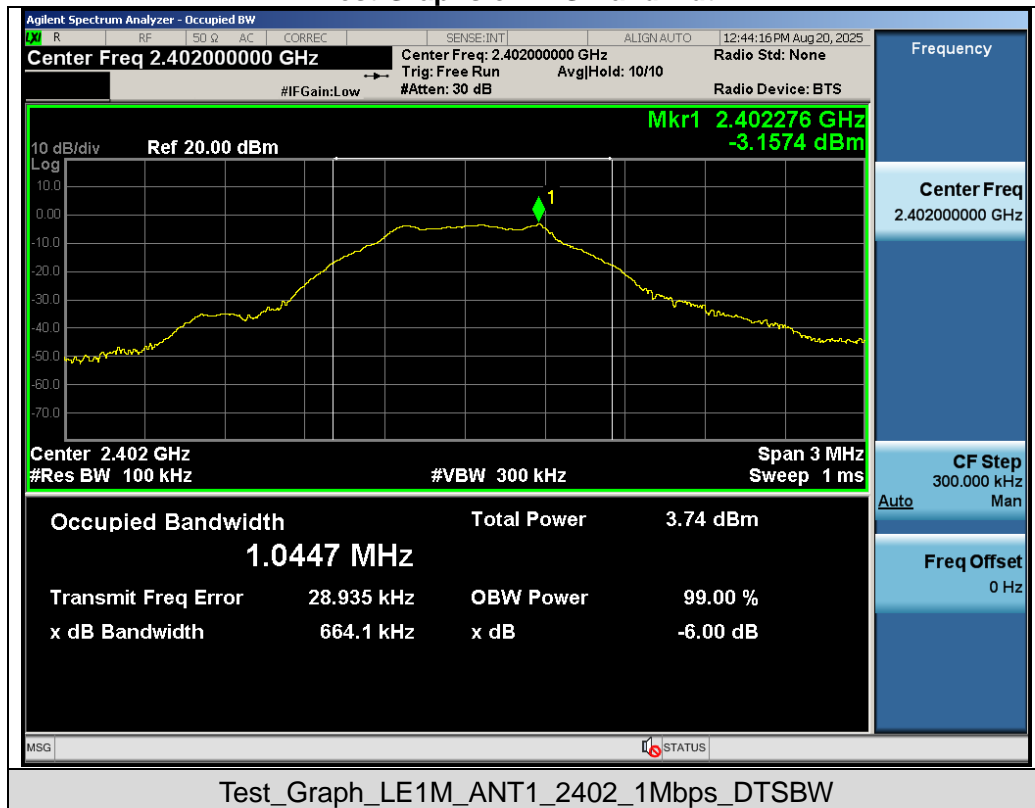 Agilent Spectrum Analyzer - Occupied BW
LXI R RF 50 Ω AC CORREC SENSE:INT ALIGN AUTO 12:44:16 PM Aug 20, 2025
Center Freq 2.402000000 GHz
Center Freq: 2.402000000 GHz
Radio Std: None
Trig: Free Run Avg|Hold: 10/10
#IFGain:Low #Atten: 30 dB
Radio Device: BTS
Mkr1 2.402276 GHz
-3.1574 dBm
10 dB/div Ref 20.00 dBm
Log
10.0
1
0.00
-10.0
-20.0
-30.0
-40.0
-50.0
-60.0
-70.0
Center 2.402 GHz Span 3 MHz
#Res BW 100 kHz #VBW 300 kHz Sweep 1 ms
Occupied Bandwidth Total Power 3.74 dBm
1.0447 MHz
Transmit Freq Error 28.935 kHz OBW Power 99.00 %
x dB Bandwidth 664.1 kHz x dB -6.00 dB
Frequency
Center Freq
2.402000000 GHz
CF Step
300.000 kHz
Auto Man
Freq Offset
0 Hz
MSG STATUS
Test_Graph_LE1M_ANT1_2402_1Mbps_DTSBW